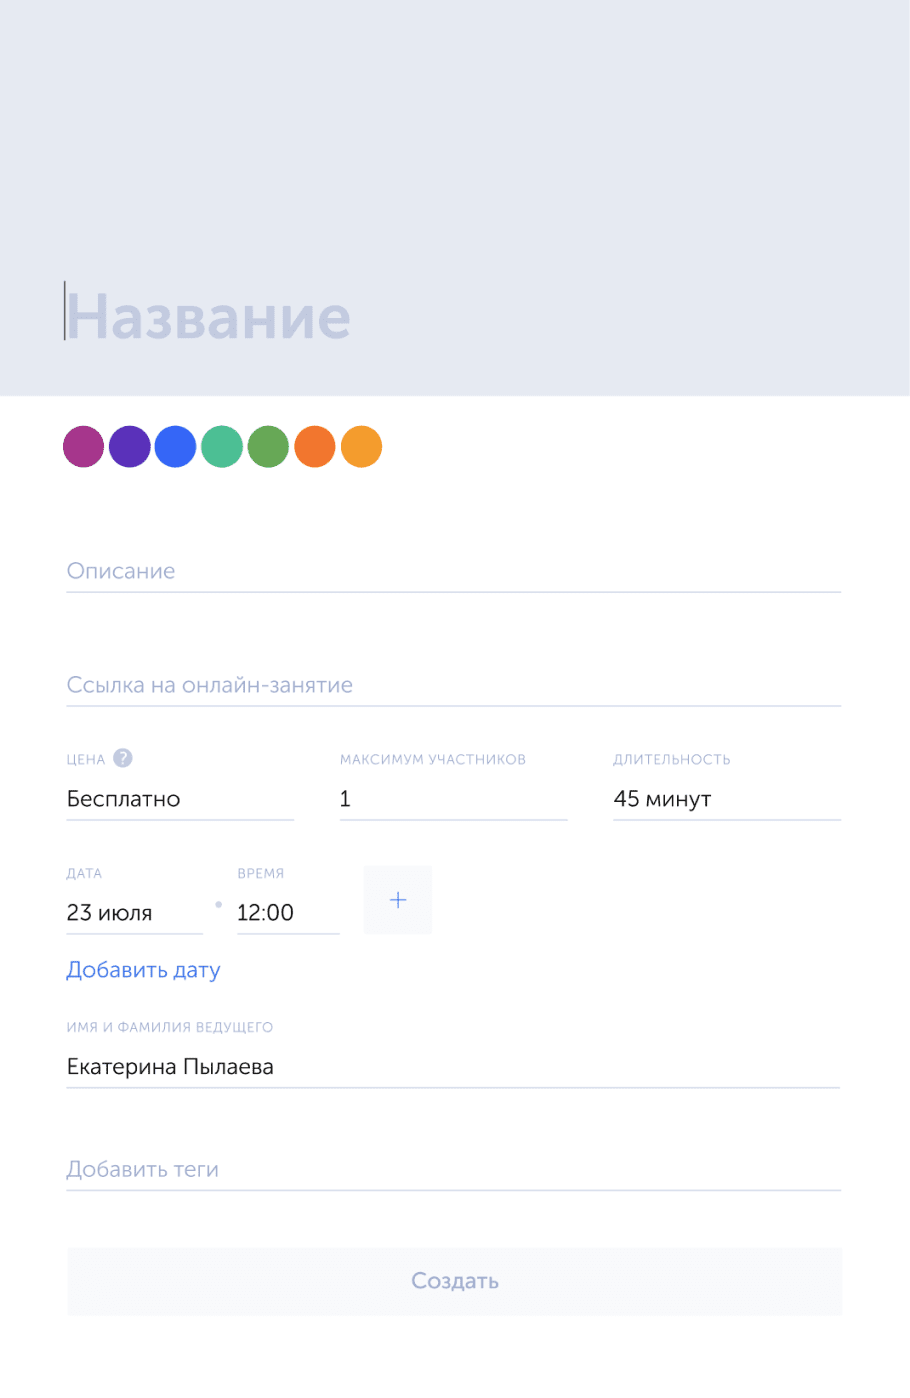 Название
Описание
Ссылка на онлайн-занятие
ЦЕНА ? МАКСИМУМ УЧАСТНИКОВ ДЛИТЕЛЬНОСТЬ
Бесплатно 1 45 минут
ДАТА ВРЕМЯ
23 июля • 12:00 +
Добавить дату
ИМЯ И ФАМИЛИЯ ВЕДУЩЕГО
Екатерина Пылаева
Добавить теги
Создать